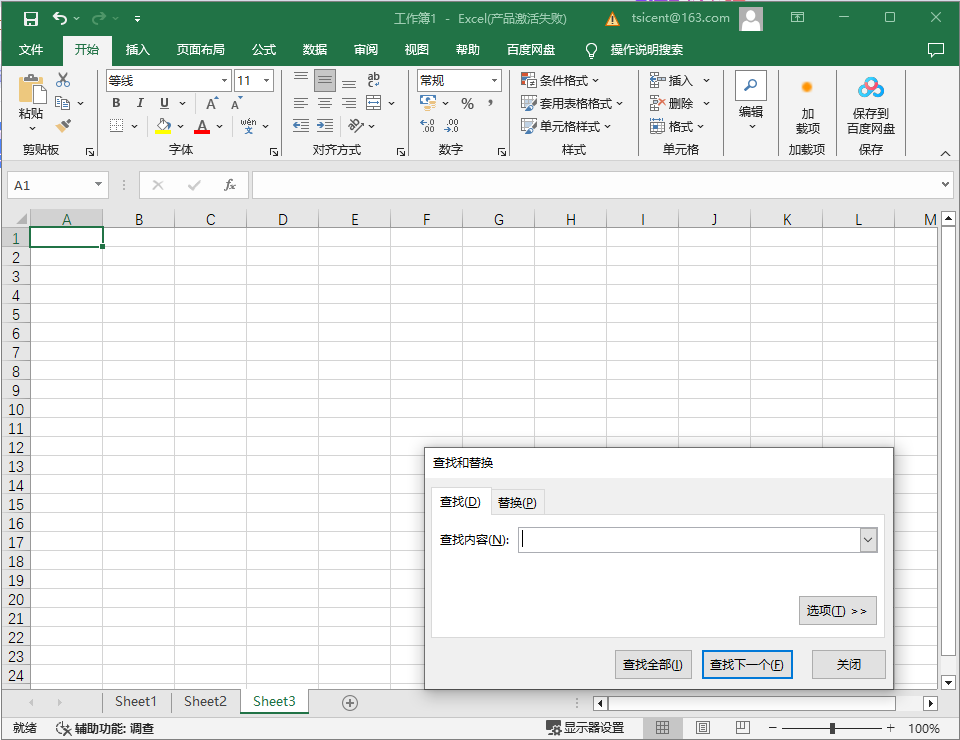 工作簿1 - Excel(产品激活失败) tsicent@163.com
文件 开始 插入 页面布局 公式 数据 审阅 视图 帮助 百度网盘 操作说明搜索
等线 11 常规 条件格式 插入
粘贴 B I U A A % , 套用表格格式 删除 编辑 加载项 保存到百度网盘
A wén 文 .00 .00 单元格样式 格式
剪贴板 字体 对齐方式 数字 样式 单元格 加载项 保存
A1 fx
A B C D E F G H I J K L M
1
2
3
4
5
6
7
8
9
10
11
12
13
14
15
16
17
18
19
20
21
22
23
24
查找和替换
查找(D) 替换(P)
查找内容(N):
选项(T) >>
查找全部(I) 查找下一个(F) 关闭
Sheet1 Sheet2 Sheet3
就绪 辅助功能: 调查 显示器设置 100%